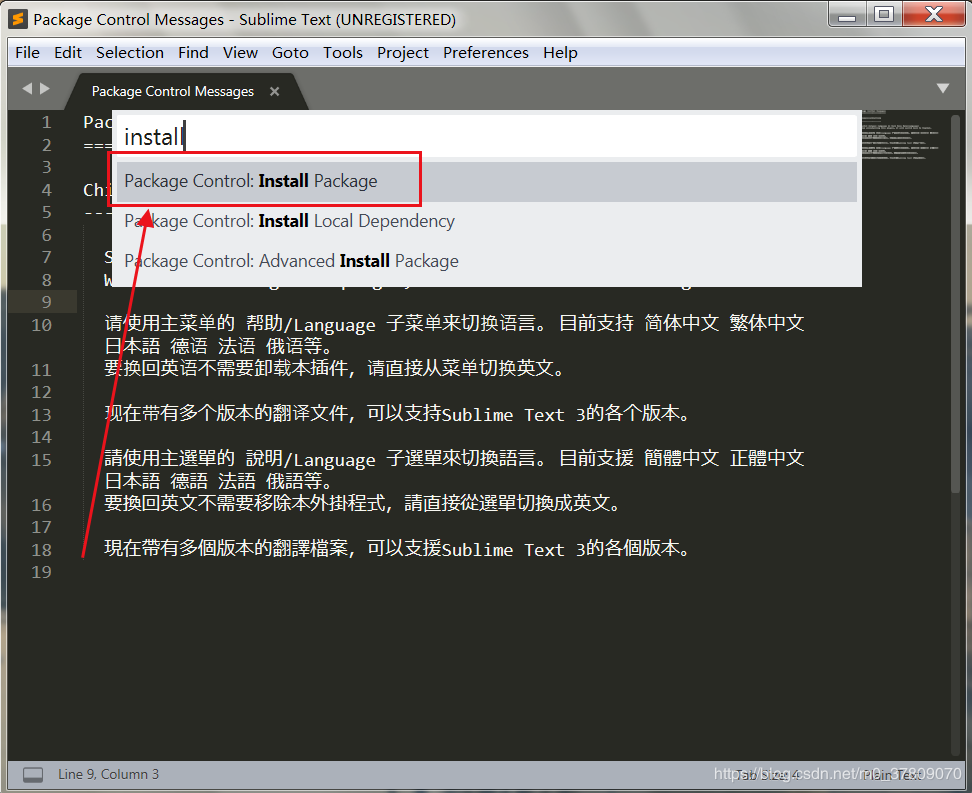 Package Control Messages - Sublime Text (UNREGISTERED)
File Edit Selection Find View Goto Tools Project Preferences Help
Package Control Messages
install
Package Control: Install Package
Package Control: Install Local Dependency
Package Control: Advanced Install Package
1
2 ===
3
4
5 ---
6
7
8
9
10 请使用主菜单的 帮助/Language 子菜单来切换语言。 目前支持 简体中文 繁体中文
日本語 德语 法语 俄语等。
11 要换回英语不需要卸载本插件，请直接从菜单切换英文。
12
13 现在带有多个版本的翻译文件，可以支持Sublime Text 3的各个版本。
14
15 請使用主選單的 說明/Language 子選單來切換語言。 目前支援 簡體中文 正體中文
日本語 德語 法語 俄語等。
16 要換回英文不需要移除本外掛程式，請直接從選單切換成英文。
17
18 現在帶有多個版本的翻譯檔案，可以支援Sublime Text 3的各個版本。
19
Line 9, Column 3
Tab Size: 4
Plain Text
https://blog.csdn.net/m0_37809070